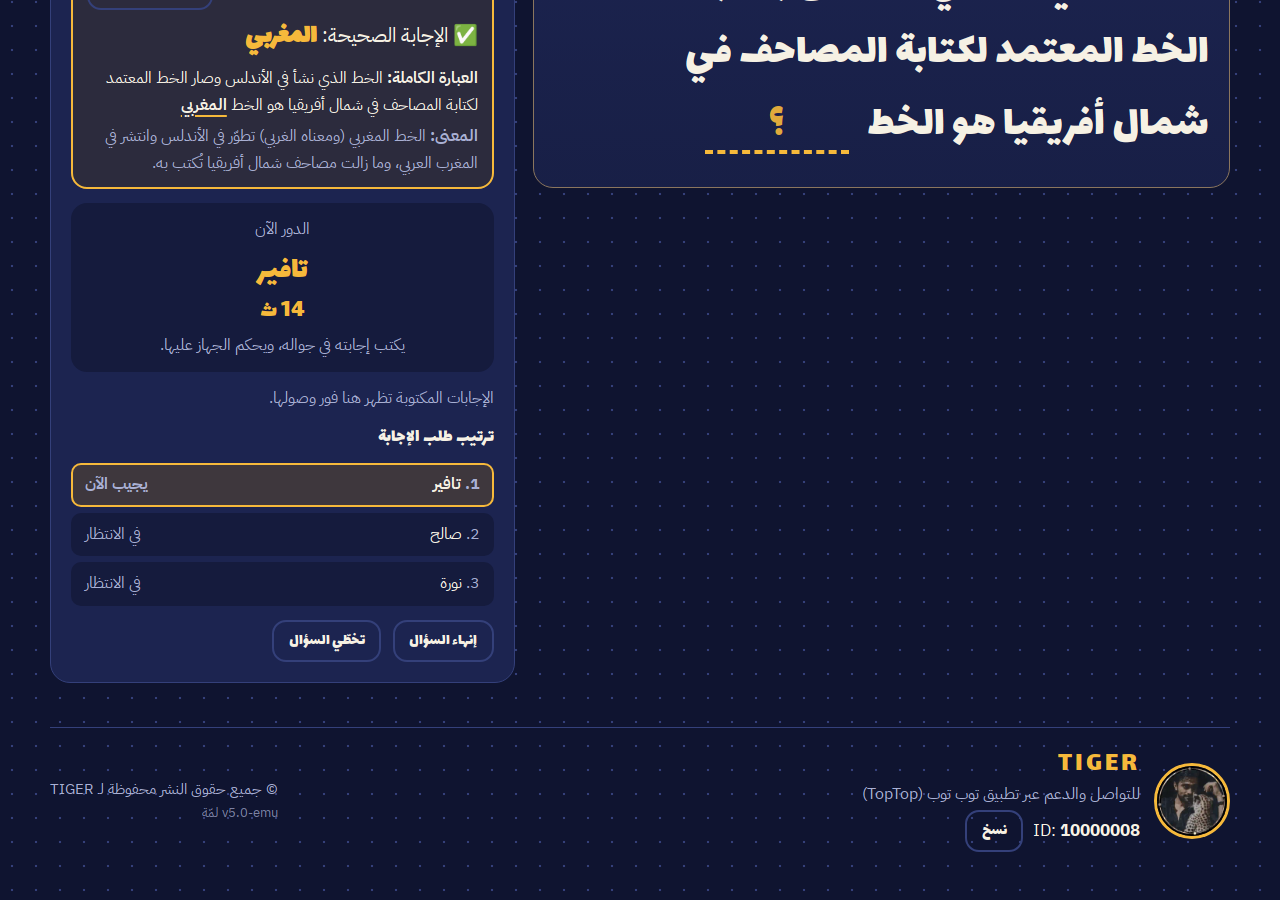 الخط المعتمد لكتابة المصاحف في
شمال أفريقيا هو الخط ؟
✅ الإجابة الصحيحة: المغربي
العبارة الكاملة: الخط الذي نشأ في الأندلس وصار الخط المعتمد
لكتابة المصاحف في شمال أفريقيا هو الخط المغربي
المعنى: الخط المغربي (ومعناه الغربي) تطوّر في الأندلس وانتشر في
المغرب العربي، وما زالت مصاحف شمال أفريقيا تُكتب به.
الدور الآن
تافير
14 ث
يكتب إجابته في جواله، ويحكم الجهاز عليها.
الإجابات المكتوبة تظهر هنا فور وصولها.
ترتيب طلب الإجابة
1. تافير يجيب الآن
2. صالح في الانتظار
3. نورة في الانتظار
إنهاء السؤال تخطّي السؤال
TIGER
للتواصل والدعم عبر تطبيق توب توب (TopTop)
ID: 10000008 نسخ
© جميع حقوق النشر محفوظة لـ TIGER
لمّة v5.0-emu